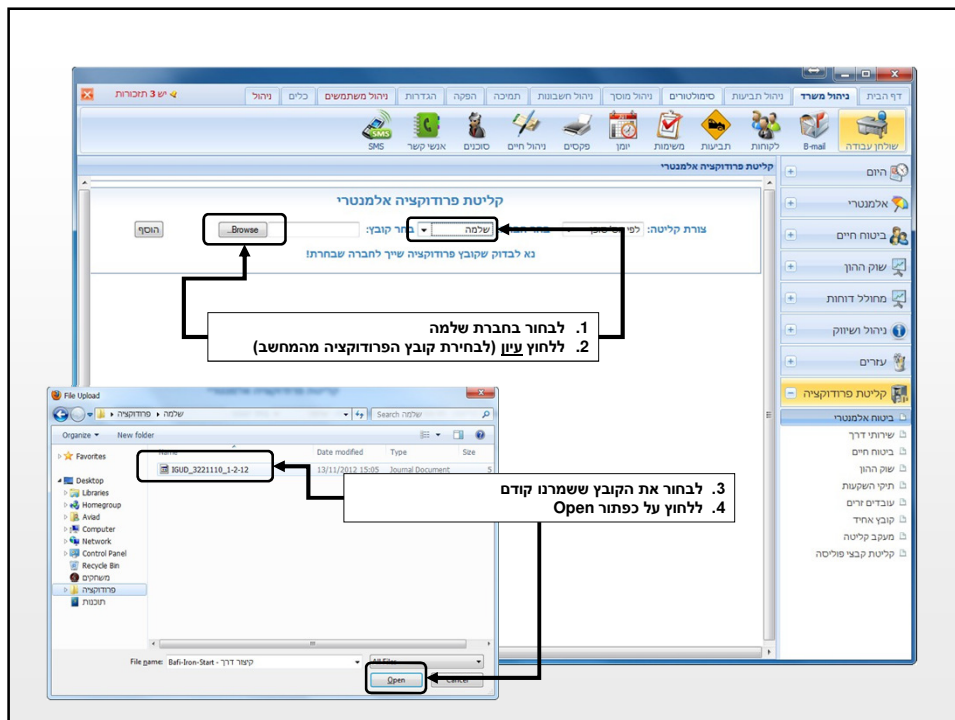 דף הבית
ניהול משרד
ניהול תביעות
סימולטורים
ניהול מוסך
ניהול חשבונות
תמיכה
הפקה
הגדרות
ניהול משתמשים
כלים
ניהול
יש 3 תזכורות
שולחן עבודה
B-mail
לקוחות
תביעות
משימות
יומן
פקסים
ניהול חיים
סוכנים
אנשי קשר
SMS
SMS
קליטת פרודוקציה אלמנטרי
היום
אלמנטרי
ביטוח חיים
שוק ההון
מחולל דוחות
ניהול ושיווק
עזרים
קליטת פרודוקציה
ביטוח אלמנטרי
שירותי דרך
ביטוח חיים
שוק ההון
תיקי השקעות
עובדים זרים
קובץ אחיד
מעקב קליטה
קליטת קבצי פוליסה
קליטת פרודוקציה אלמנטרי
צורת קליטה: לפי
בחר
שלמה
בחר קובץ:
Browse...
הוסף
נא לבדוק שקובץ פרודוקציה שייך לחברה שבחרת!
1. לבחור בחברת שלמה
2. ללחוץ עיון (לבחירת קובץ הפרודוקציה מהמחשב)
File Upload
פרודוקציה
שלמה
Search שלמה
Organize
New folder
Name
Date modified
Type
Size
IGUD_3221110_1-2-12
13/11/2012 15:05
Journal Document
5
Favorites
Desktop
Libraries
Homegroup
Aviad
Computer
Network
Control Panel
Recycle Bin
משחקים
פרודוקציה
תוכנות
3. לבחור את הקובץ ששמרנו קודם
4. ללחוץ על כפתור Open
File name:
Bafi-Iron-Start - קיצור דרך
Open
Cancel